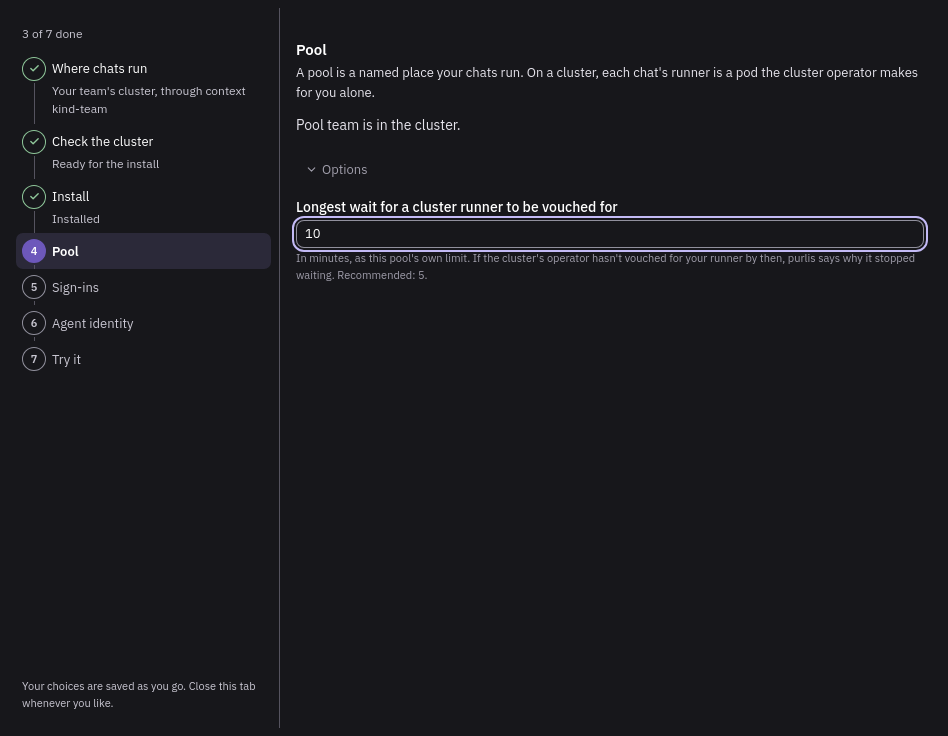 3 of 7 done
Where chats run
Your team's cluster, through context
kind-team
Check the cluster
Ready for the install
Install
Installed
4 Pool
5 Sign-ins
6 Agent identity
7 Try it
Your choices are saved as you go. Close this tab
whenever you like.
Pool
A pool is a named place your chats run. On a cluster, each chat's runner is a pod the cluster operator makes
for you alone.
Pool team is in the cluster.
Options
Longest wait for a cluster runner to be vouched for
10
In minutes, as this pool's own limit. If the cluster's operator hasn't vouched for your runner by then, purlis says why it stopped
waiting. Recommended: 5.